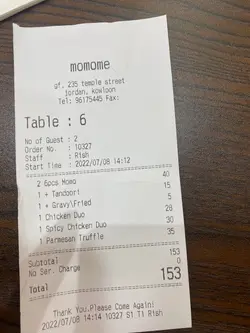 momome
gf. 235 temple street
jordan, kowloon
Tel: 96175445 Fax:
Table : 6
No of Guest : 2
Order No. : 10327
Staff : Rish
Start Time : 2022/07/08 14:12
2 6pcs Momo 40
1 + Tandoori 15
1 + Gravy\Fried 5
1 Chicken Duo 28
1 Spicy Chicken Duo 30
1 Parmesan Truffle 35
Subtotal 153
No Ser. Charge 0
Total 153
Thank You.Please Come Again!
2022/07/08 14:14 10327 S1 T1 Rish